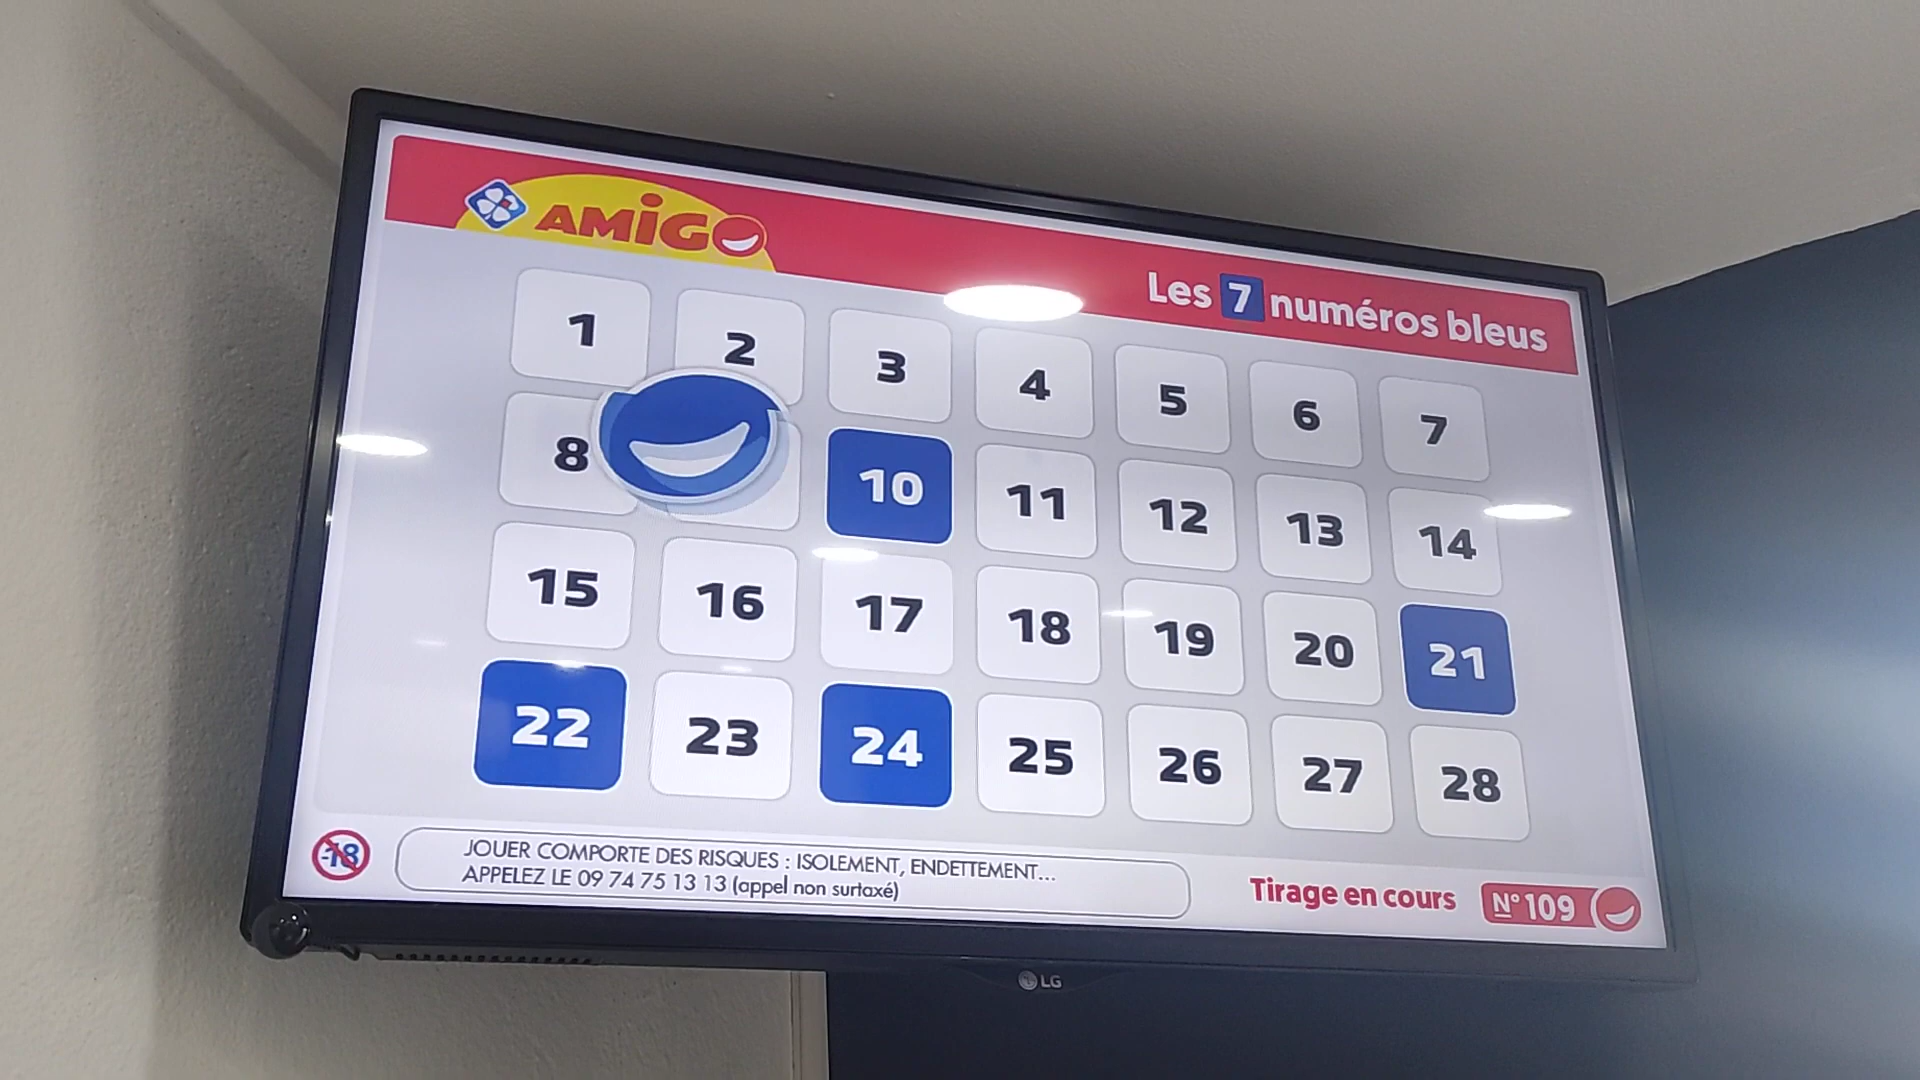 AMiGO
Les 7 numéros bleus
1 2 3 4 5 6 7
8 10 11 12 13 14
15 16 17 18 19 20 21
22 23 24 25 26 27 28
-18
JOUER COMPORTE DES RISQUES : ISOLEMENT, ENDETTEMENT...
APPELEZ LE 09 74 75 13 13 (appel non surtaxé)
Tirage en cours
N° 109
LG